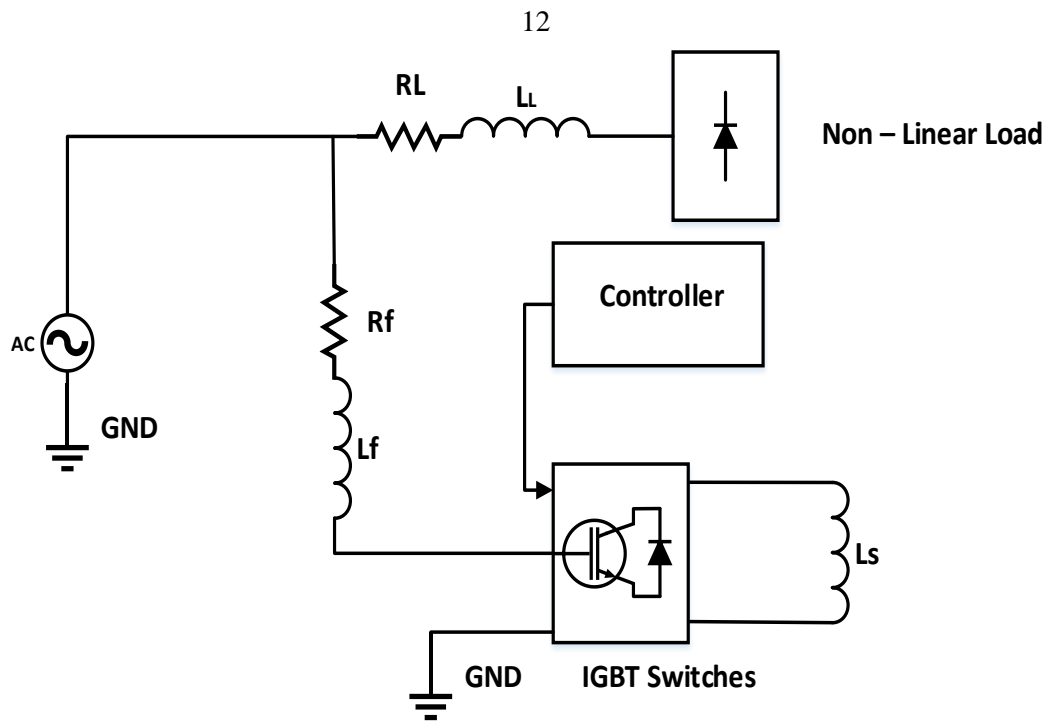 12
RL
LL
Non – Linear Load
Controller
Rf
AC
GND
Lf
Ls
GND
IGBT Switches